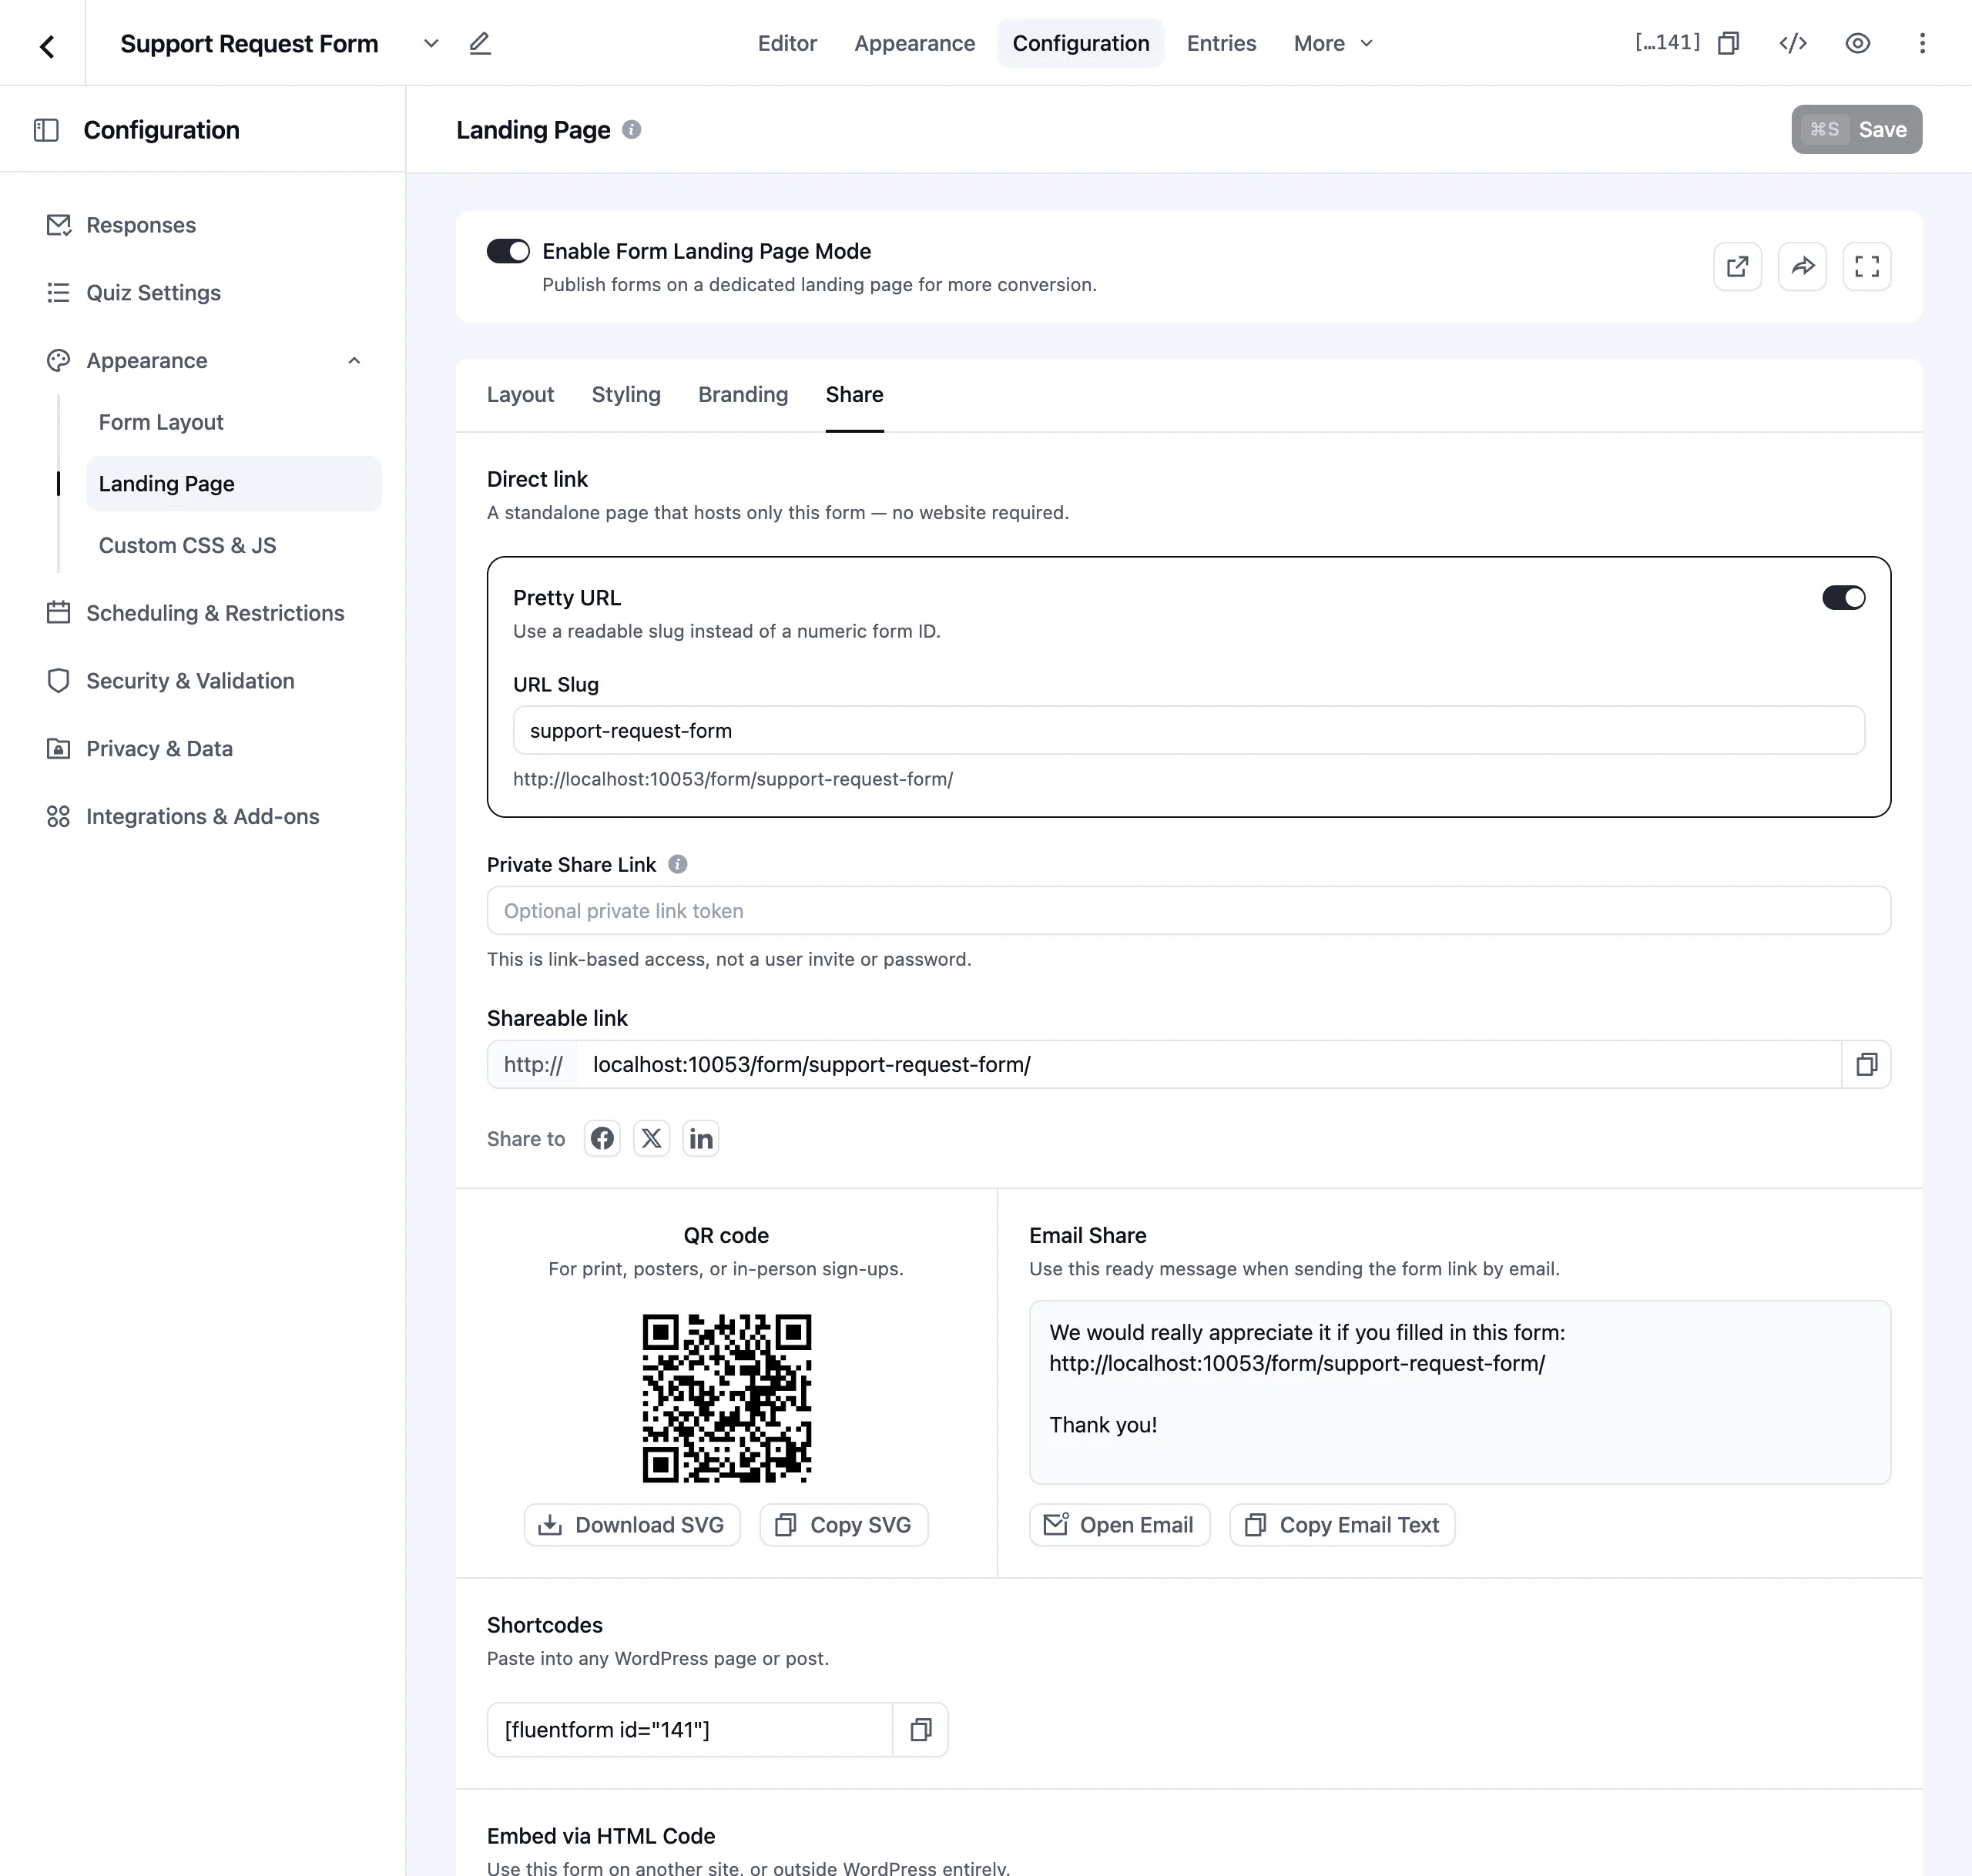 Support Request Form
Editor
Appearance
Configuration
Entries
More
[...141]
Configuration
Landing Page
⌘S Save
Responses
Quiz Settings
Appearance
Form Layout
Landing Page
Custom CSS & JS
Scheduling & Restrictions
Security & Validation
Privacy & Data
Integrations & Add-ons
Enable Form Landing Page Mode
Publish forms on a dedicated landing page for more conversion.
Layout
Styling
Branding
Share
Direct link
A standalone page that hosts only this form — no website required.
Pretty URL
Use a readable slug instead of a numeric form ID.
URL Slug
support-request-form
http://localhost:10053/form/support-request-form/
Private Share Link
Optional private link token
This is link-based access, not a user invite or password.
Shareable link
http:// localhost:10053/form/support-request-form/
Share to
QR code
For print, posters, or in-person sign-ups.
Download SVG
Copy SVG
Email Share
Use this ready message when sending the form link by email.
We would really appreciate it if you filled in this form:
http://localhost:10053/form/support-request-form/
Thank you!
Open Email
Copy Email Text
Shortcodes
Paste into any WordPress page or post.
[fluentform id="141"]
Embed via HTML Code
Use this form on another site, or outside WordPress entirely.